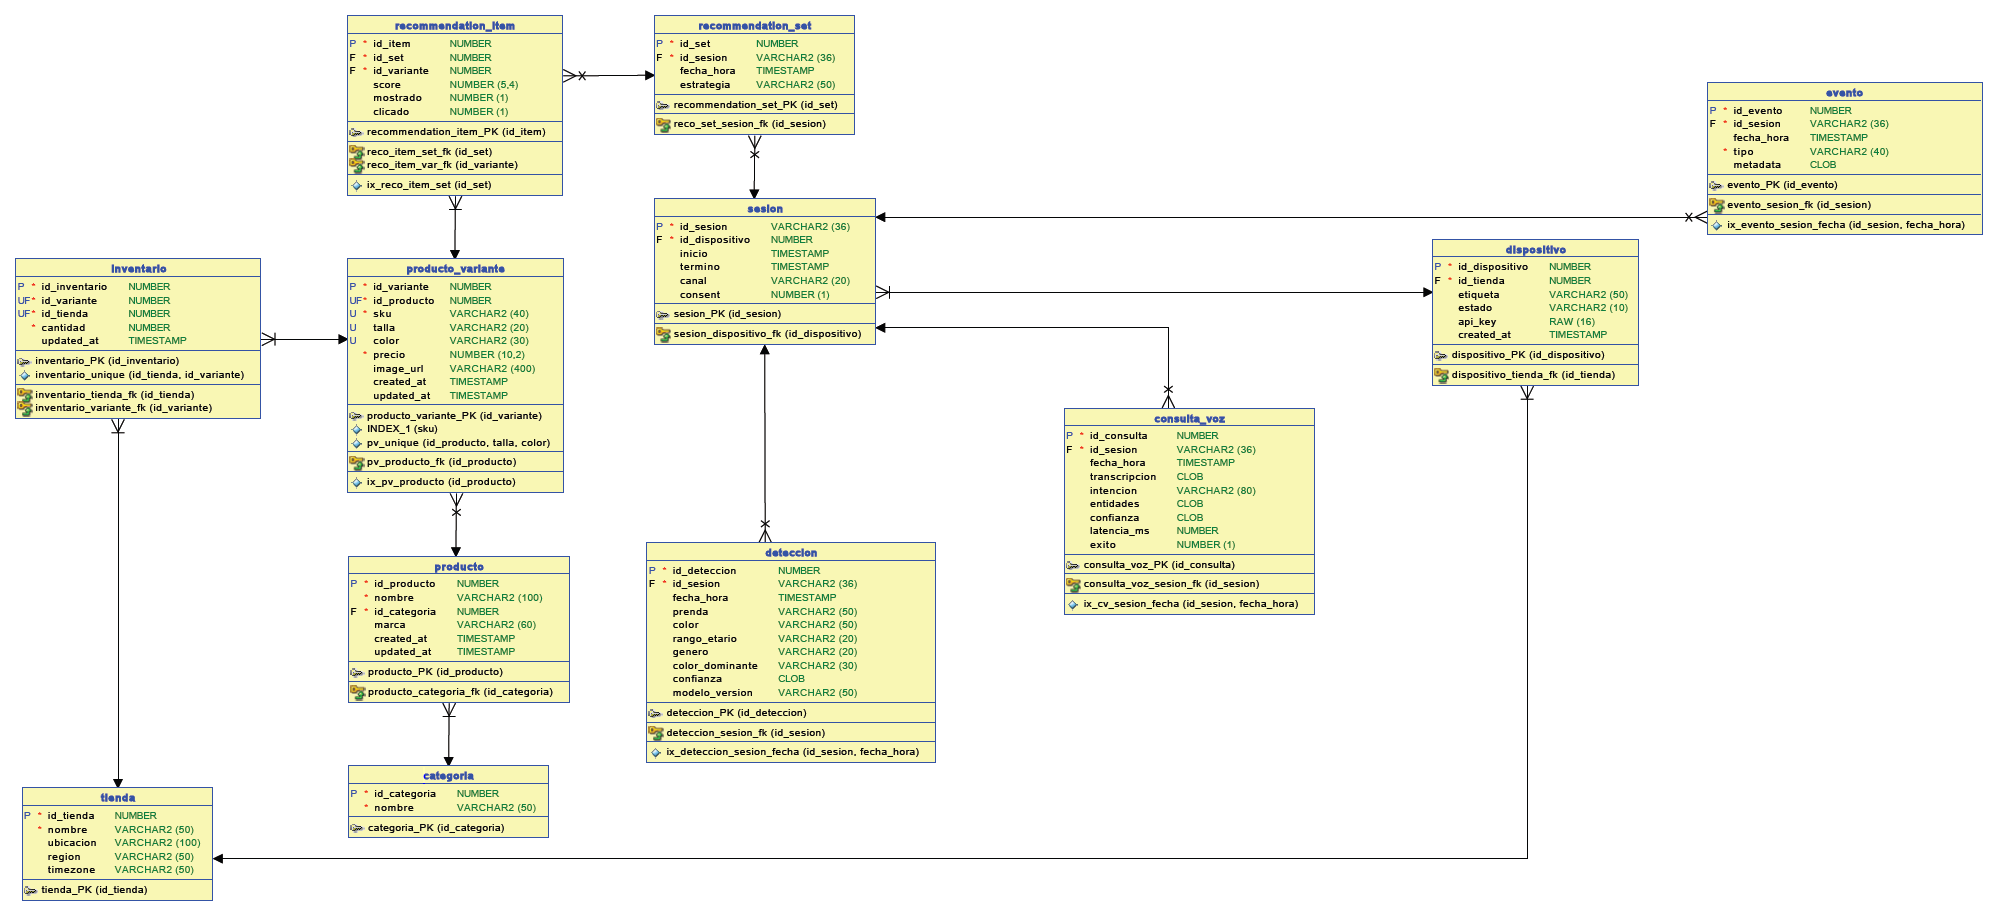 recommendation_item
P * id_item NUMBER
F * id_set NUMBER
F * id_variante NUMBER
score NUMBER (5,4)
mostrado NUMBER (1)
clicado NUMBER (1)
recommendation_item_PK (id_item)
reco_item_set_fk (id_set)
reco_item_var_fk (id_variante)
ix_reco_item_set (id_set)
recommendation_set
P * id_set NUMBER
F * id_sesion VARCHAR2 (36)
fecha_hora TIMESTAMP
estrategia VARCHAR2 (50)
recommendation_set_PK (id_set)
reco_set_sesion_fk (id_sesion)
evento
P * id_evento NUMBER
F * id_sesion VARCHAR2 (36)
fecha_hora TIMESTAMP
* tipo VARCHAR2 (40)
metadata CLOB
evento_PK (id_evento)
evento_sesion_fk (id_sesion)
ix_evento_sesion_fecha (id_sesion, fecha_hora)
sesion
P * id_sesion VARCHAR2 (36)
F * id_dispositivo NUMBER
inicio TIMESTAMP
termino TIMESTAMP
canal VARCHAR2 (20)
consent NUMBER (1)
sesion_PK (id_sesion)
sesion_dispositivo_fk (id_dispositivo)
dispositivo
P * id_dispositivo NUMBER
F * id_tienda NUMBER
etiqueta VARCHAR2 (50)
estado VARCHAR2 (10)
api_key RAW (16)
created_at TIMESTAMP
dispositivo_PK (id_dispositivo)
dispositivo_tienda_fk (id_tienda)
inventario
P * id_inventario NUMBER
UF* id_variante NUMBER
UF* id_tienda NUMBER
* cantidad NUMBER
updated_at TIMESTAMP
inventario_PK (id_inventario)
inventario_unique (id_tienda, id_variante)
inventario_tienda_fk (id_tienda)
inventario_variante_fk (id_variante)
producto_variante
P * id_variante NUMBER
UF* id_producto NUMBER
U * sku VARCHAR2 (40)
U talla VARCHAR2 (20)
U color VARCHAR2 (30)
* precio NUMBER (10,2)
image_url VARCHAR2 (400)
created_at TIMESTAMP
updated_at TIMESTAMP
producto_variante_PK (id_variante)
INDEX_1 (sku)
pv_unique (id_producto, talla, color)
pv_producto_fk (id_producto)
ix_pv_producto (id_producto)
consulta_voz
P * id_consulta NUMBER
F * id_sesion VARCHAR2 (36)
fecha_hora TIMESTAMP
transcripcion CLOB
intencion VARCHAR2 (80)
entidades CLOB
confianza CLOB
latencia_ms NUMBER
exito NUMBER (1)
consulta_voz_PK (id_consulta)
consulta_voz_sesion_fk (id_sesion)
ix_cv_sesion_fecha (id_sesion, fecha_hora)
deteccion
P * id_deteccion NUMBER
F * id_sesion VARCHAR2 (36)
fecha_hora TIMESTAMP
prenda VARCHAR2 (50)
color VARCHAR2 (50)
rango_etario VARCHAR2 (20)
genero VARCHAR2 (20)
color_dominante VARCHAR2 (30)
confianza CLOB
modelo_version VARCHAR2 (50)
deteccion_PK (id_deteccion)
deteccion_sesion_fk (id_sesion)
ix_deteccion_sesion_fecha (id_sesion, fecha_hora)
producto
P * id_producto NUMBER
* nombre VARCHAR2 (100)
F * id_categoria NUMBER
marca VARCHAR2 (60)
created_at TIMESTAMP
updated_at TIMESTAMP
producto_PK (id_producto)
producto_categoria_fk (id_categoria)
categoria
P * id_categoria NUMBER
* nombre VARCHAR2 (50)
categoria_PK (id_categoria)
tienda
P * id_tienda NUMBER
* nombre VARCHAR2 (50)
ubicacion VARCHAR2 (100)
region VARCHAR2 (50)
timezone VARCHAR2 (50)
tienda_PK (id_tienda)